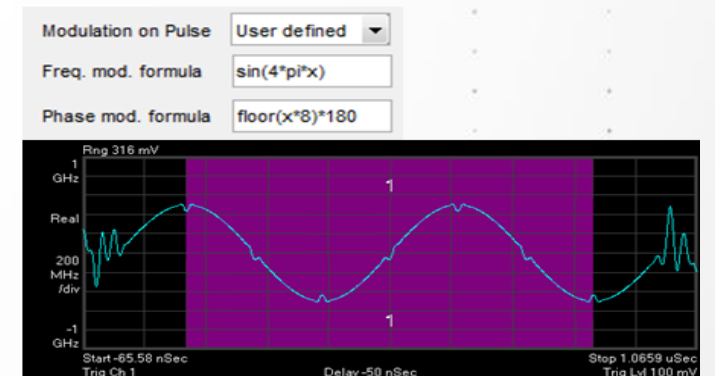 Modulation on Pulse User defined
Freq. mod. formula sin(4*pi*x)
Phase mod. formula floor(x*8)*180
Rng 316 mV
1
GHz
1
Real
200
MHz
/div
1
-1
GHz
Start -65.58 nSec Stop 1.0659 uSec
Trig Ch 1 Delay -50 nSec Trig Lvl 100 mV